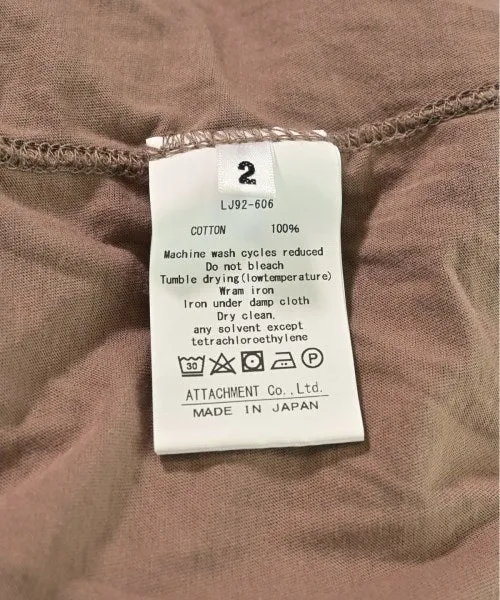 2
LJ92-606
COTTON 100%
Machine wash cycles reduced
Do not bleach
Tumble drying(lowtemperature)
Wram iron
Iron under damp cloth
Dry clean,
any solvent except
tetrachloroethylene
30 P
ATTACHMENT Co.,Ltd.
MADE IN JAPAN